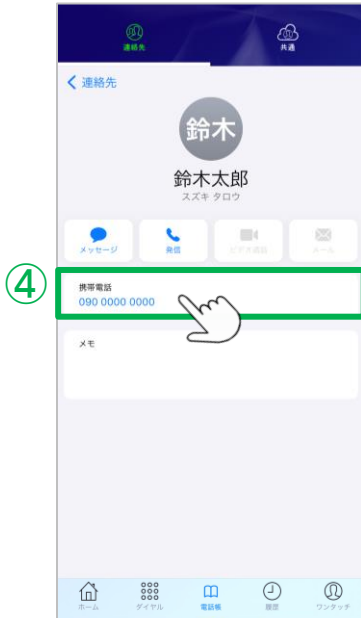 連絡先
共通
連絡先
鈴木
鈴木太郎
スズキ タロウ
メッセージ
発信
ビデオ通話
メール
④
携帯電話
090 0000 0000
メモ
ホーム
ダイヤル
電話帳
履歴
ワンタッチ